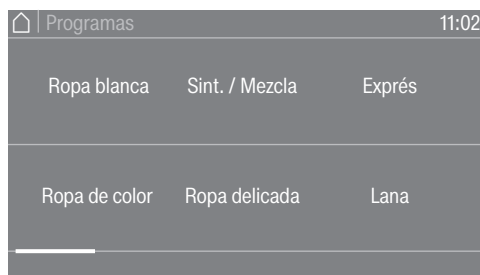 Programas 11:02
Ropa blanca Sint. / Mezcla Exprés
Ropa de color Ropa delicada Lana